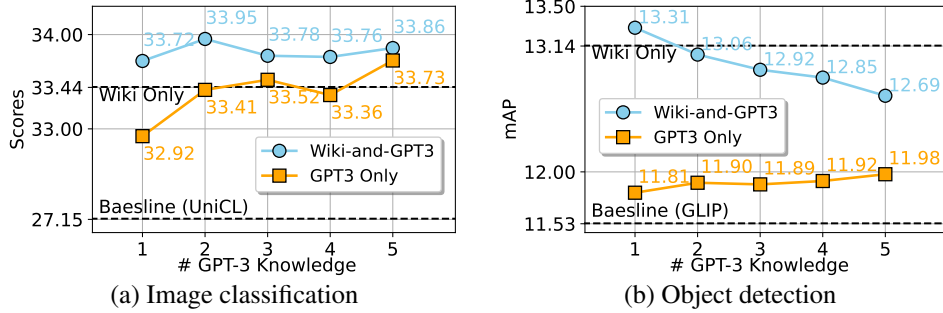 34.00
33.44
33.00
27.15
Scores
33.72
33.95
33.78
33.76
33.86
Wiki Only
32.92
33.41
33.52
33.36
33.73
Wiki-and-GPT3
GPT3 Only
Baesline (UniCL)
1 2 3 4 5
# GPT-3 Knowledge
(a) Image classification
13.50
13.14
12.00
11.53
mAP
13.31
13.06
12.92
12.85
12.69
Wiki Only
Wiki-and-GPT3
GPT3 Only
11.81
11.90
11.89
11.92
11.98
Baesline (GLIP)
1 2 3 4 5
# GPT-3 Knowledge
(b) Object detection